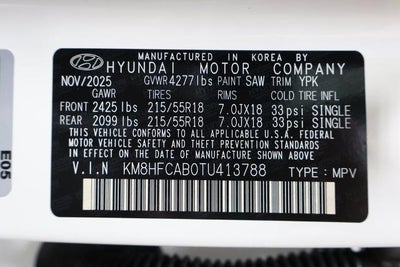 MANUFACTURED IN KOREA BY
HYUNDAI MOTOR COMPANY
NOV/2025 GVWR 4277lbs PAINT SAW TRIM YPK
GAWR TIRES RIMS COLD TIRE INFL
FRONT 2425 lbs 215/55R18 7.0JX18 33psi SINGLE
REAR 2099 lbs 215/55R18 7.0JX18 33psi SINGLE
THIS VEHICLE CONFORMS TO ALL APPLICABLE U.S.A. FEDERAL
MOTOR VEHICLE SAFETY AND THEFT PREVENTION STANDARDS
IN EFFECT ON THE DATE OF MANUFACTURE SHOWN ABOVE.
V.I.N KM8HFCAB0TU413788 TYPE: MPV
E05